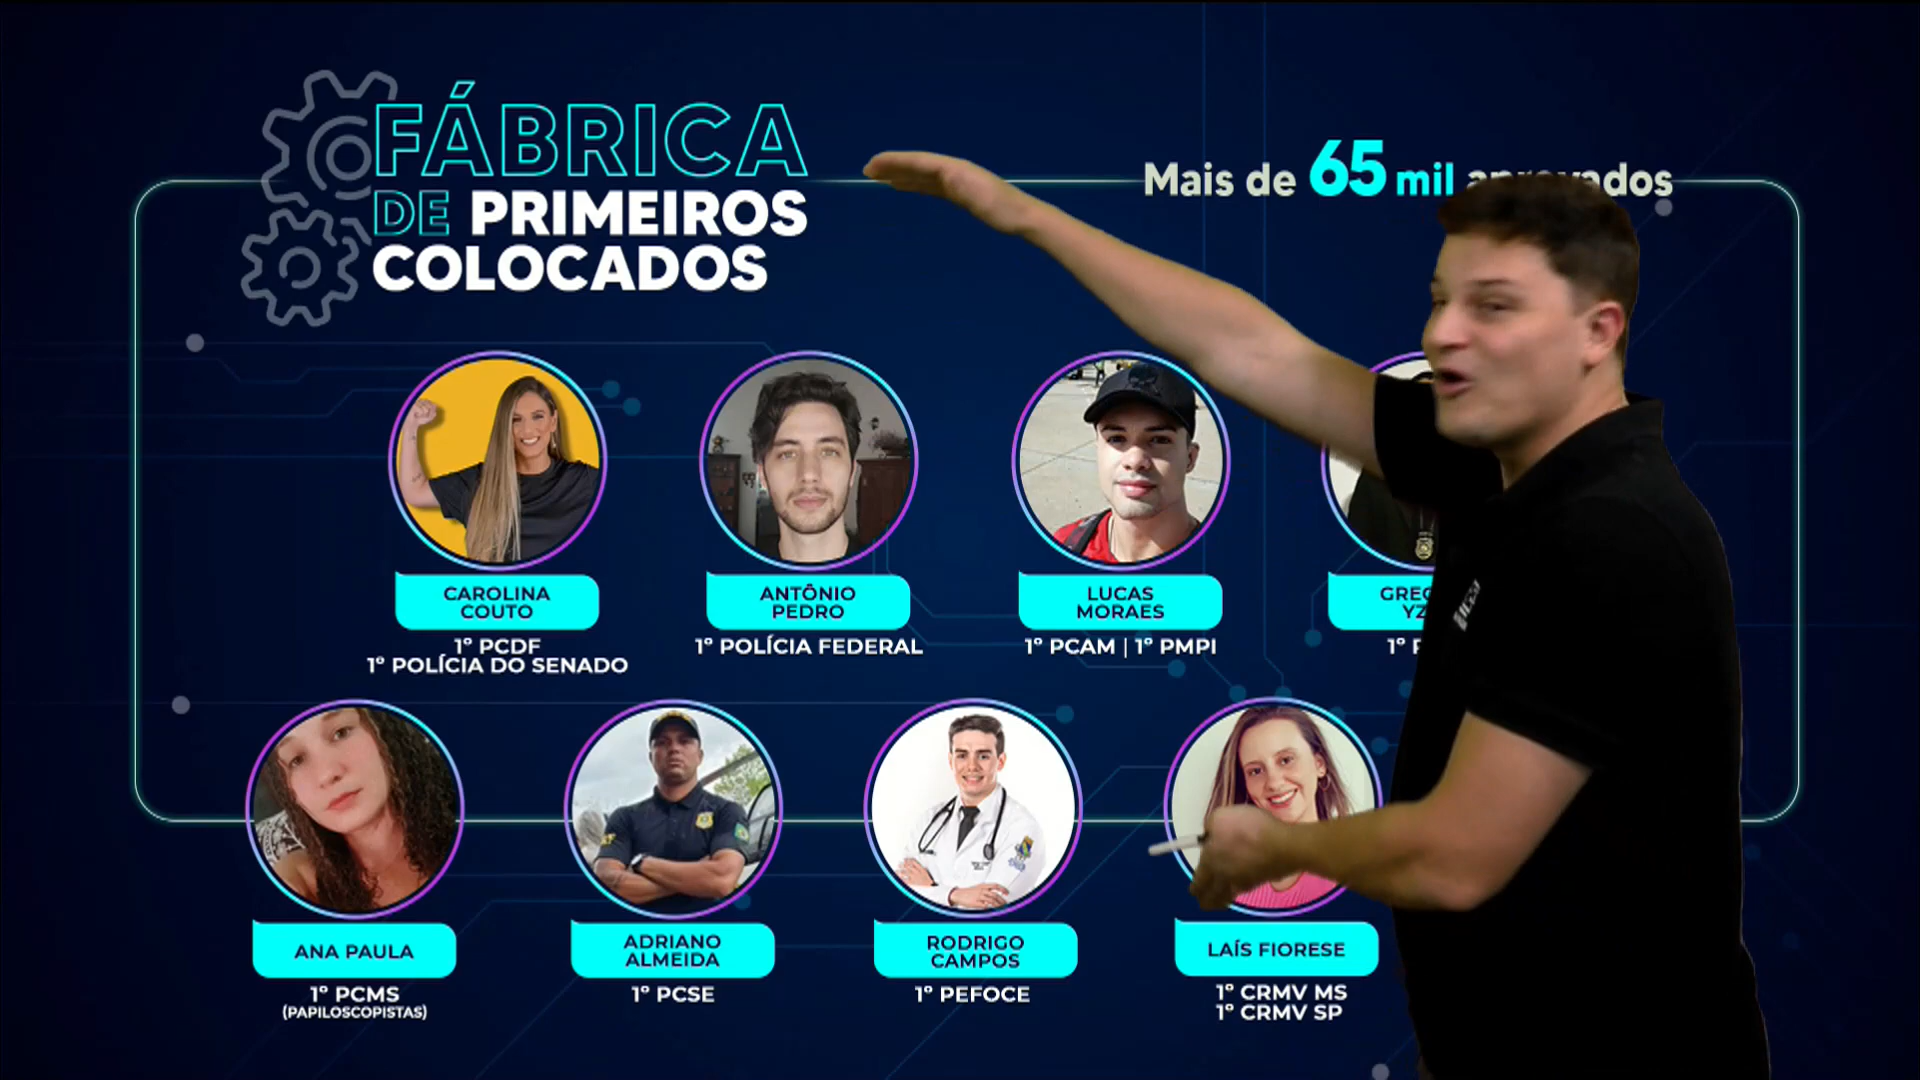 FÁBRICA
DE PRIMEIROS
COLOCADOS
Mais de 65 mil aprovados
CAROLINA
COUTO
1º PCDF
1º POLÍCIA DO SENADO
ANTÔNIO
PEDRO
1º POLÍCIA FEDERAL
LUCAS
MORAES
1º PCAM | 1º PMPI
1º
ANA PAULA
1º PCMS
(PAPILOSCOPISTAS)
ADRIANO
ALMEIDA
1º PCSE
RODRIGO
CAMPOS
1º PEFOCE
LAÍS FIORESE
1º CRMV MS
1º CRMV SP